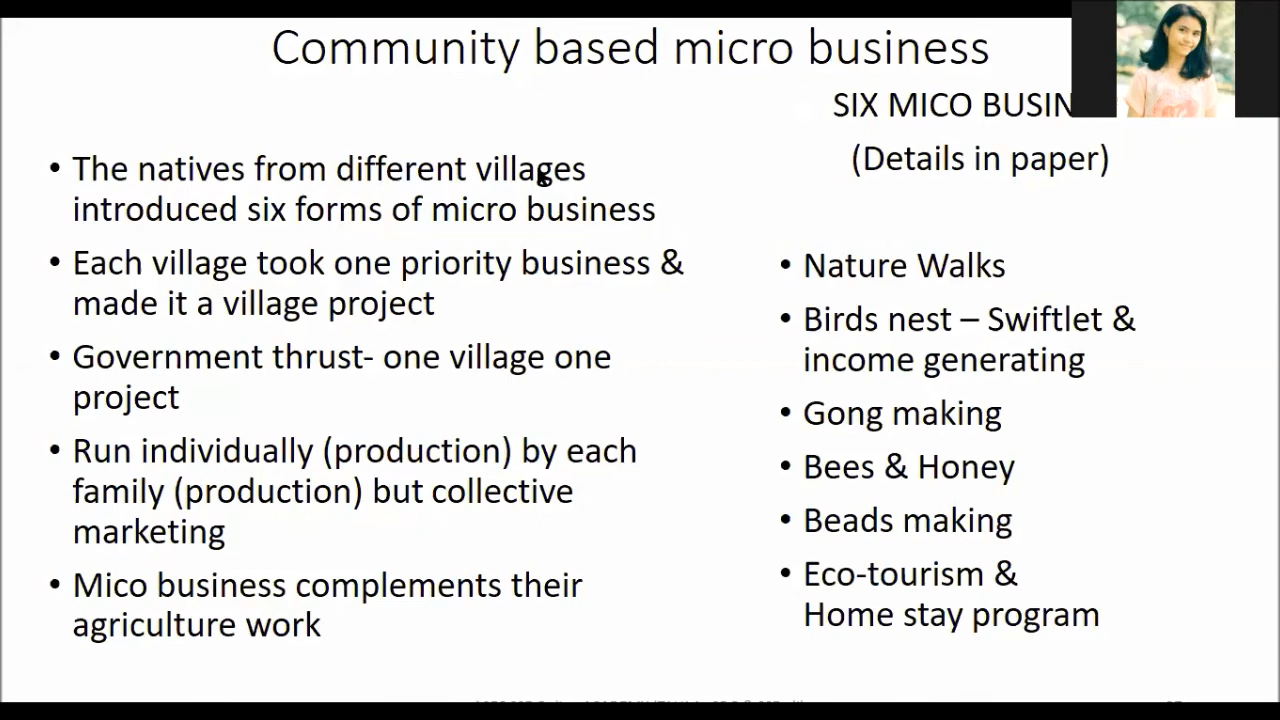 Community based micro business
• The natives from different villages
introduced six forms of micro business
• Each village took one priority business &
made it a village project
• Government thrust- one village one
project
• Run individually (production) by each
family (production) but collective
marketing
• Mico business complements their
agriculture work
SIX MICO BUSIN
(Details in paper)
• Nature Walks
• Birds nest – Swiftlet &
income generating
• Gong making
• Bees & Honey
• Beads making
• Eco-tourism &
Home stay program